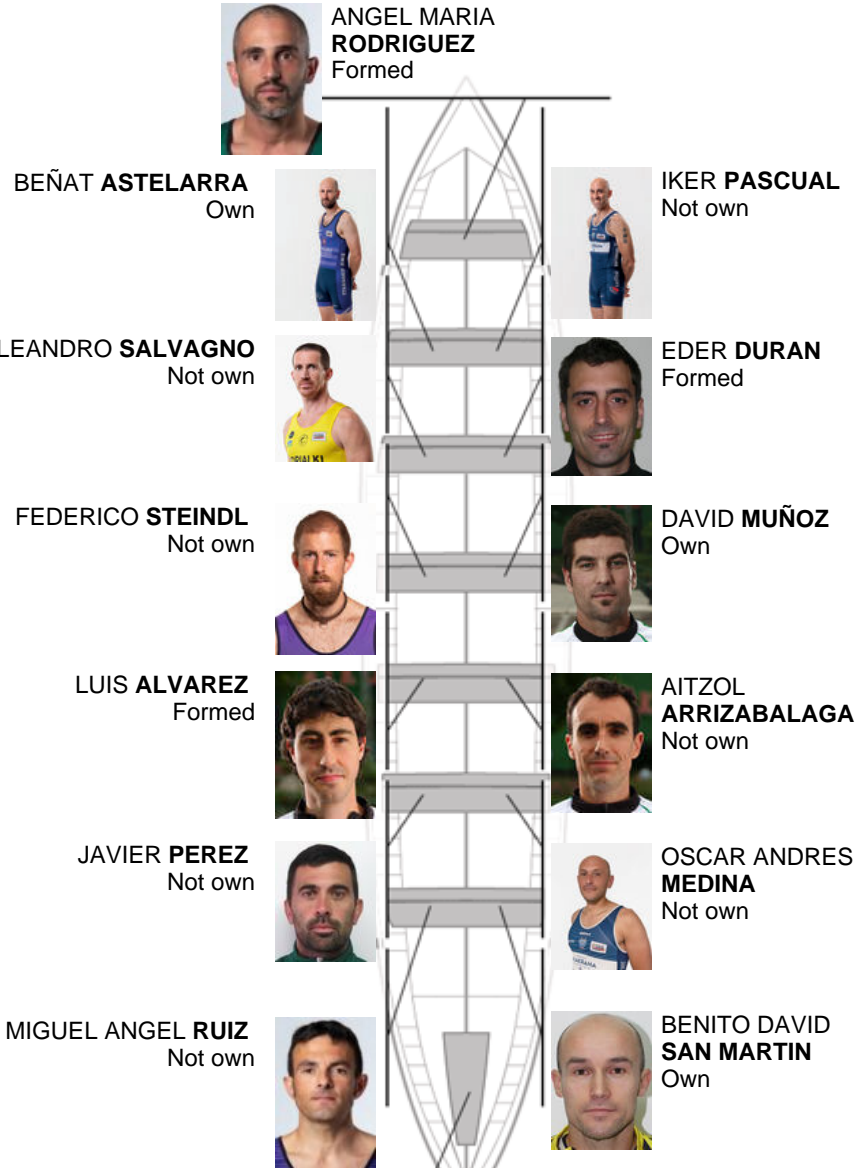 ANGEL MARIA
RODRIGUEZ
Formed
BEÑAT ASTELARRA
Own
IKER PASCUAL
Not own
LEANDRO SALVAGNO
Not own
EDER DURAN
Formed
FEDERICO STEINDL
Not own
DAVID MUÑOZ
Own
LUIS ALVAREZ
Formed
AITZOL
ARRIZABALAGA
Not own
JAVIER PEREZ
Not own
OSCAR ANDRES
MEDINA
Not own
MIGUEL ANGEL RUIZ
Not own
BENITO DAVID
SAN MARTIN
Own